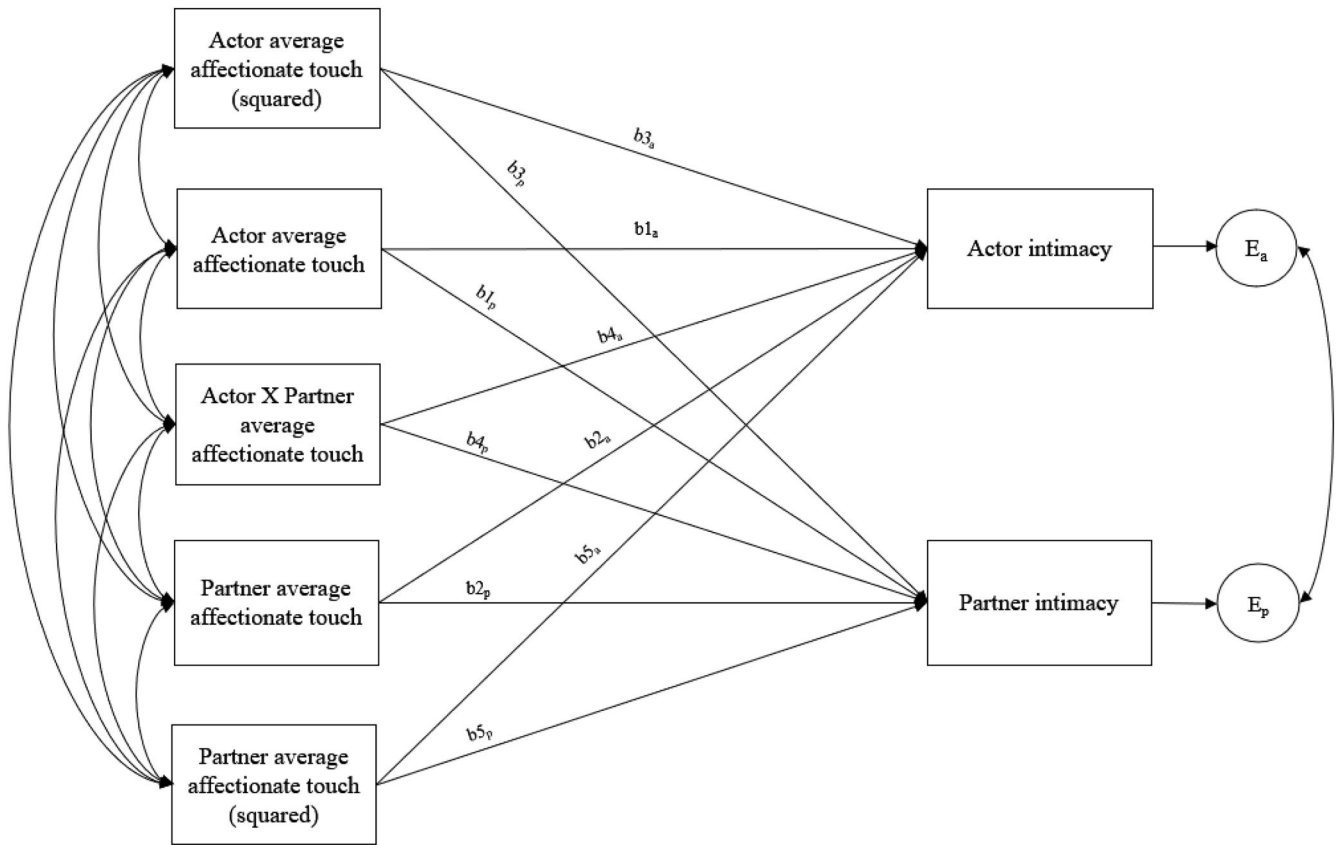 Actor average
affectionate touch
(squared)
b3ₐ
b3ₚ
Actor average
affectionate touch
b1ₐ
b1ₚ
Actor intimacy
Eₐ
Actor X Partner
average
affectionate touch
b4ₐ
b4ₚ
b2ₐ
Partner average
affectionate touch
b2ₚ
b5ₐ
Partner intimacy
Eₚ
Partner average
affectionate touch
(squared)
b5ₚ